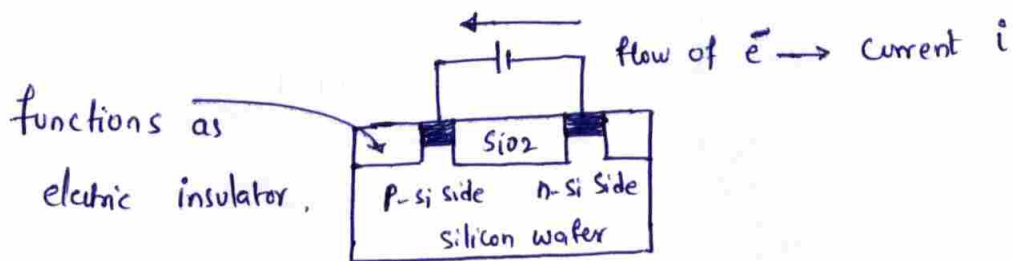 flow of e⁻ → current i
functions as
electric insulator.
SiO2
P-Si side n-Si Side
silicon wafer